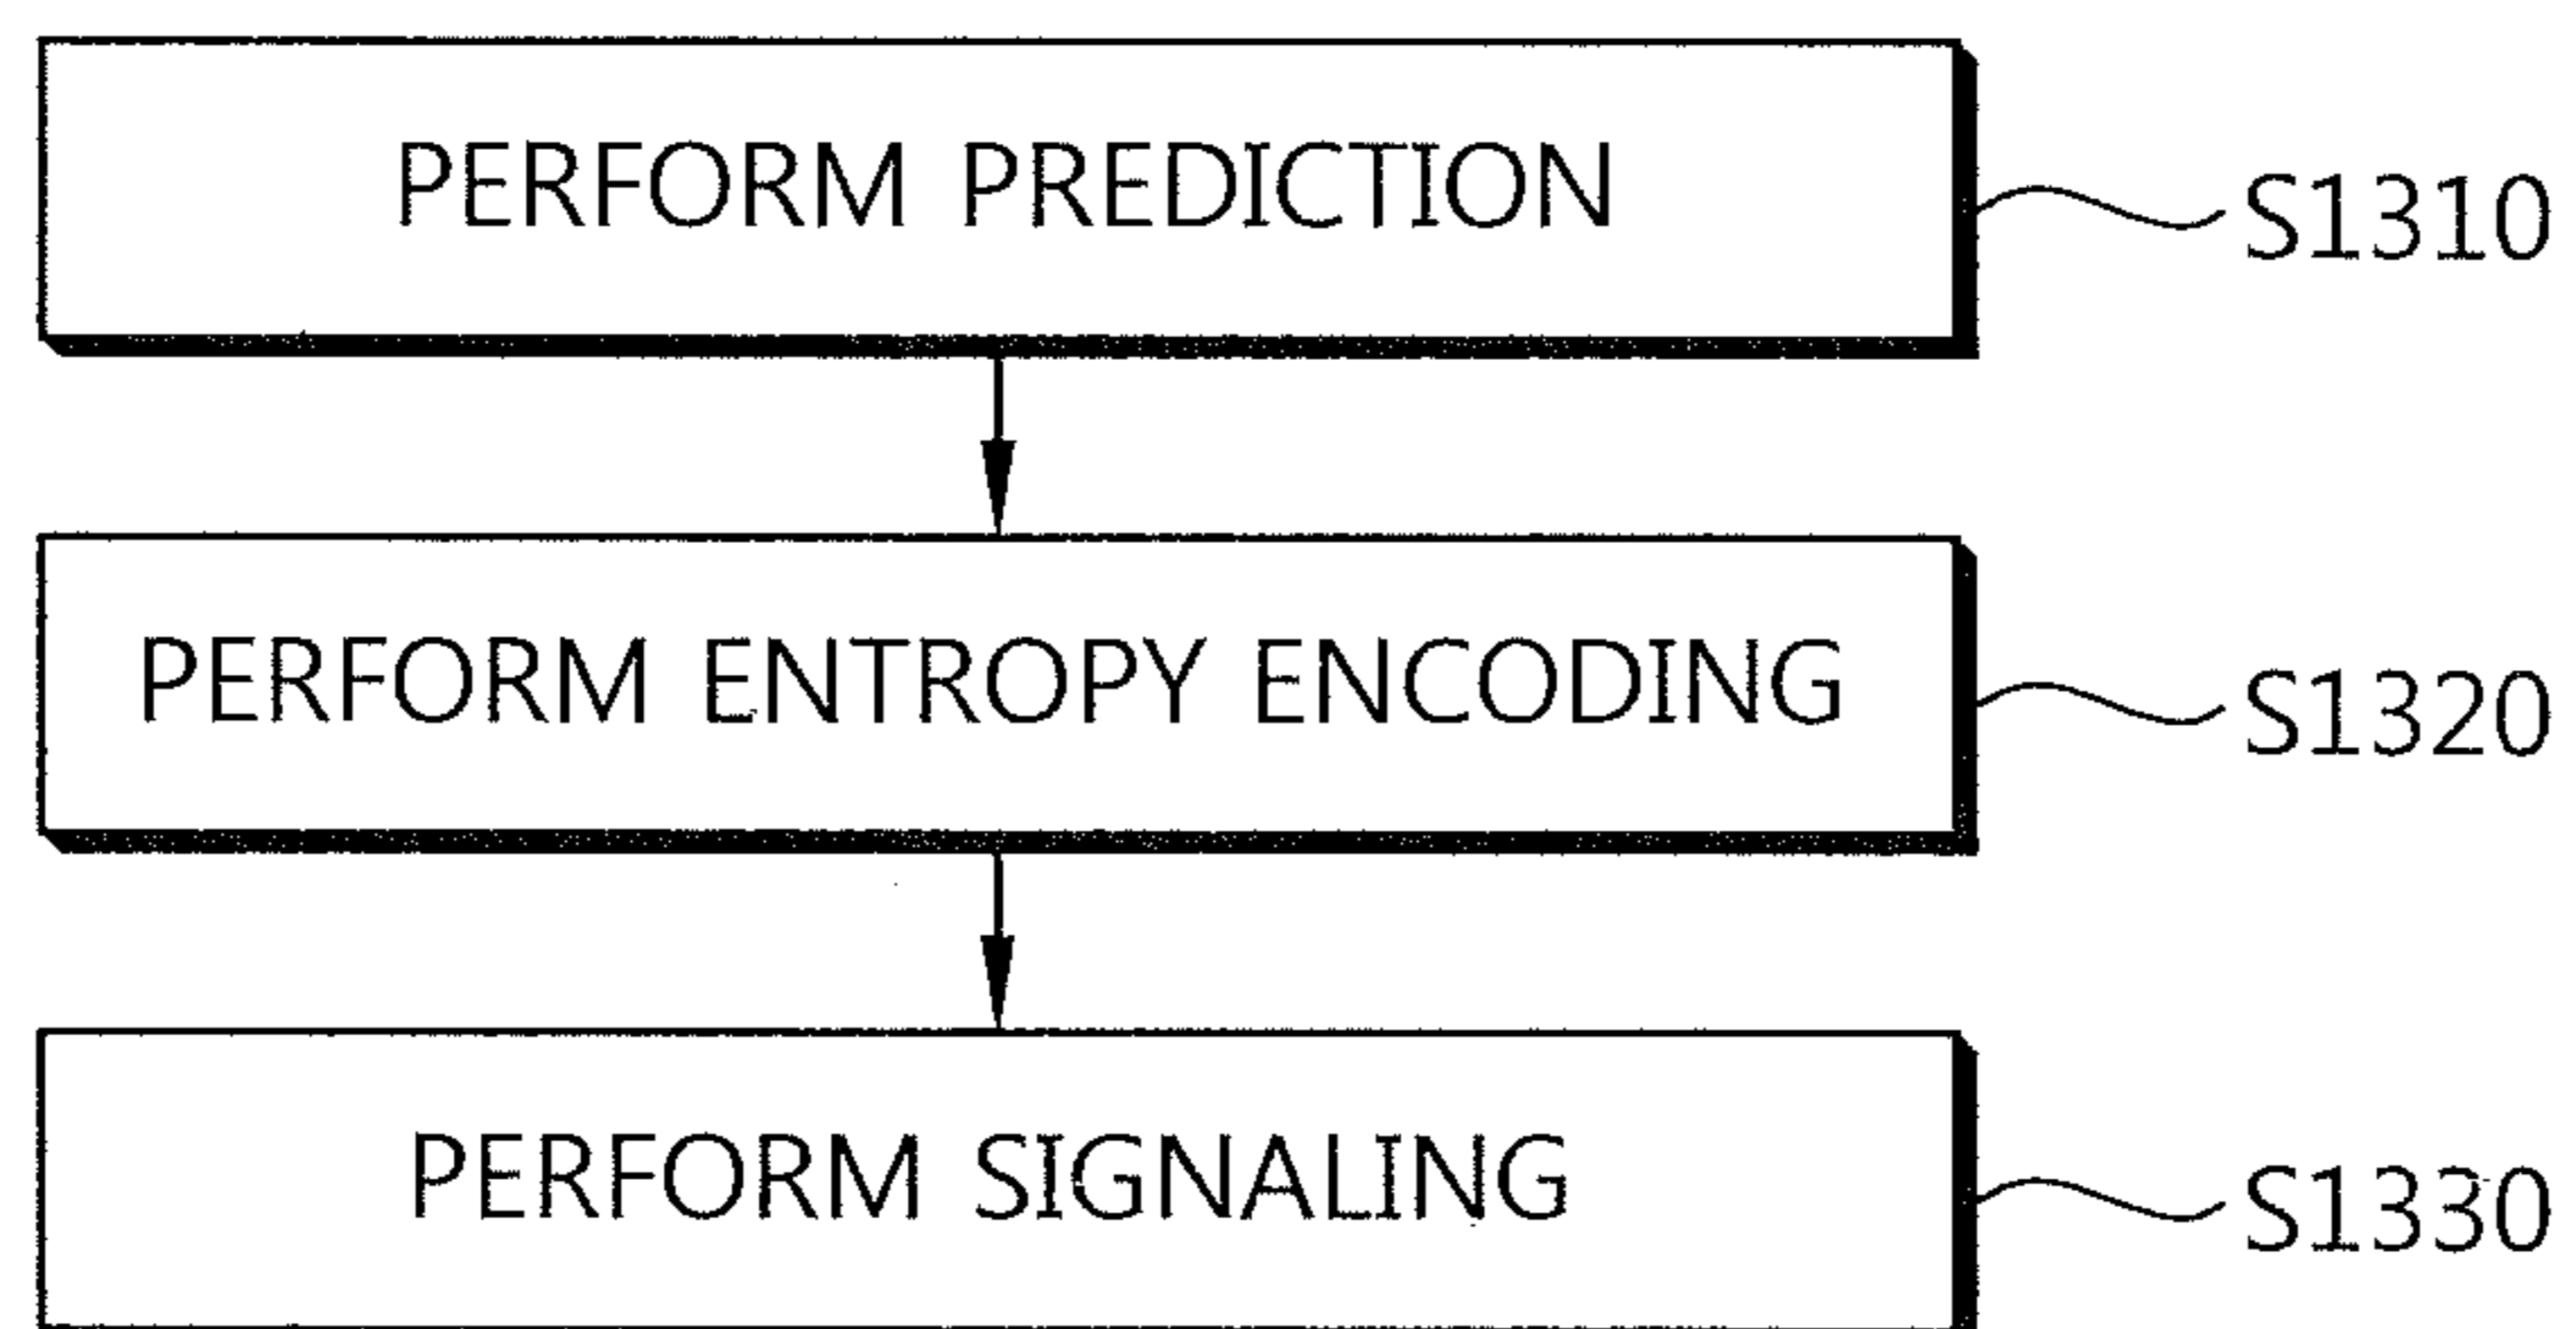 PERFORM PREDICTION
S1310
PERFORM ENTROPY ENCODING
S1320
PERFORM SIGNALING
S1330